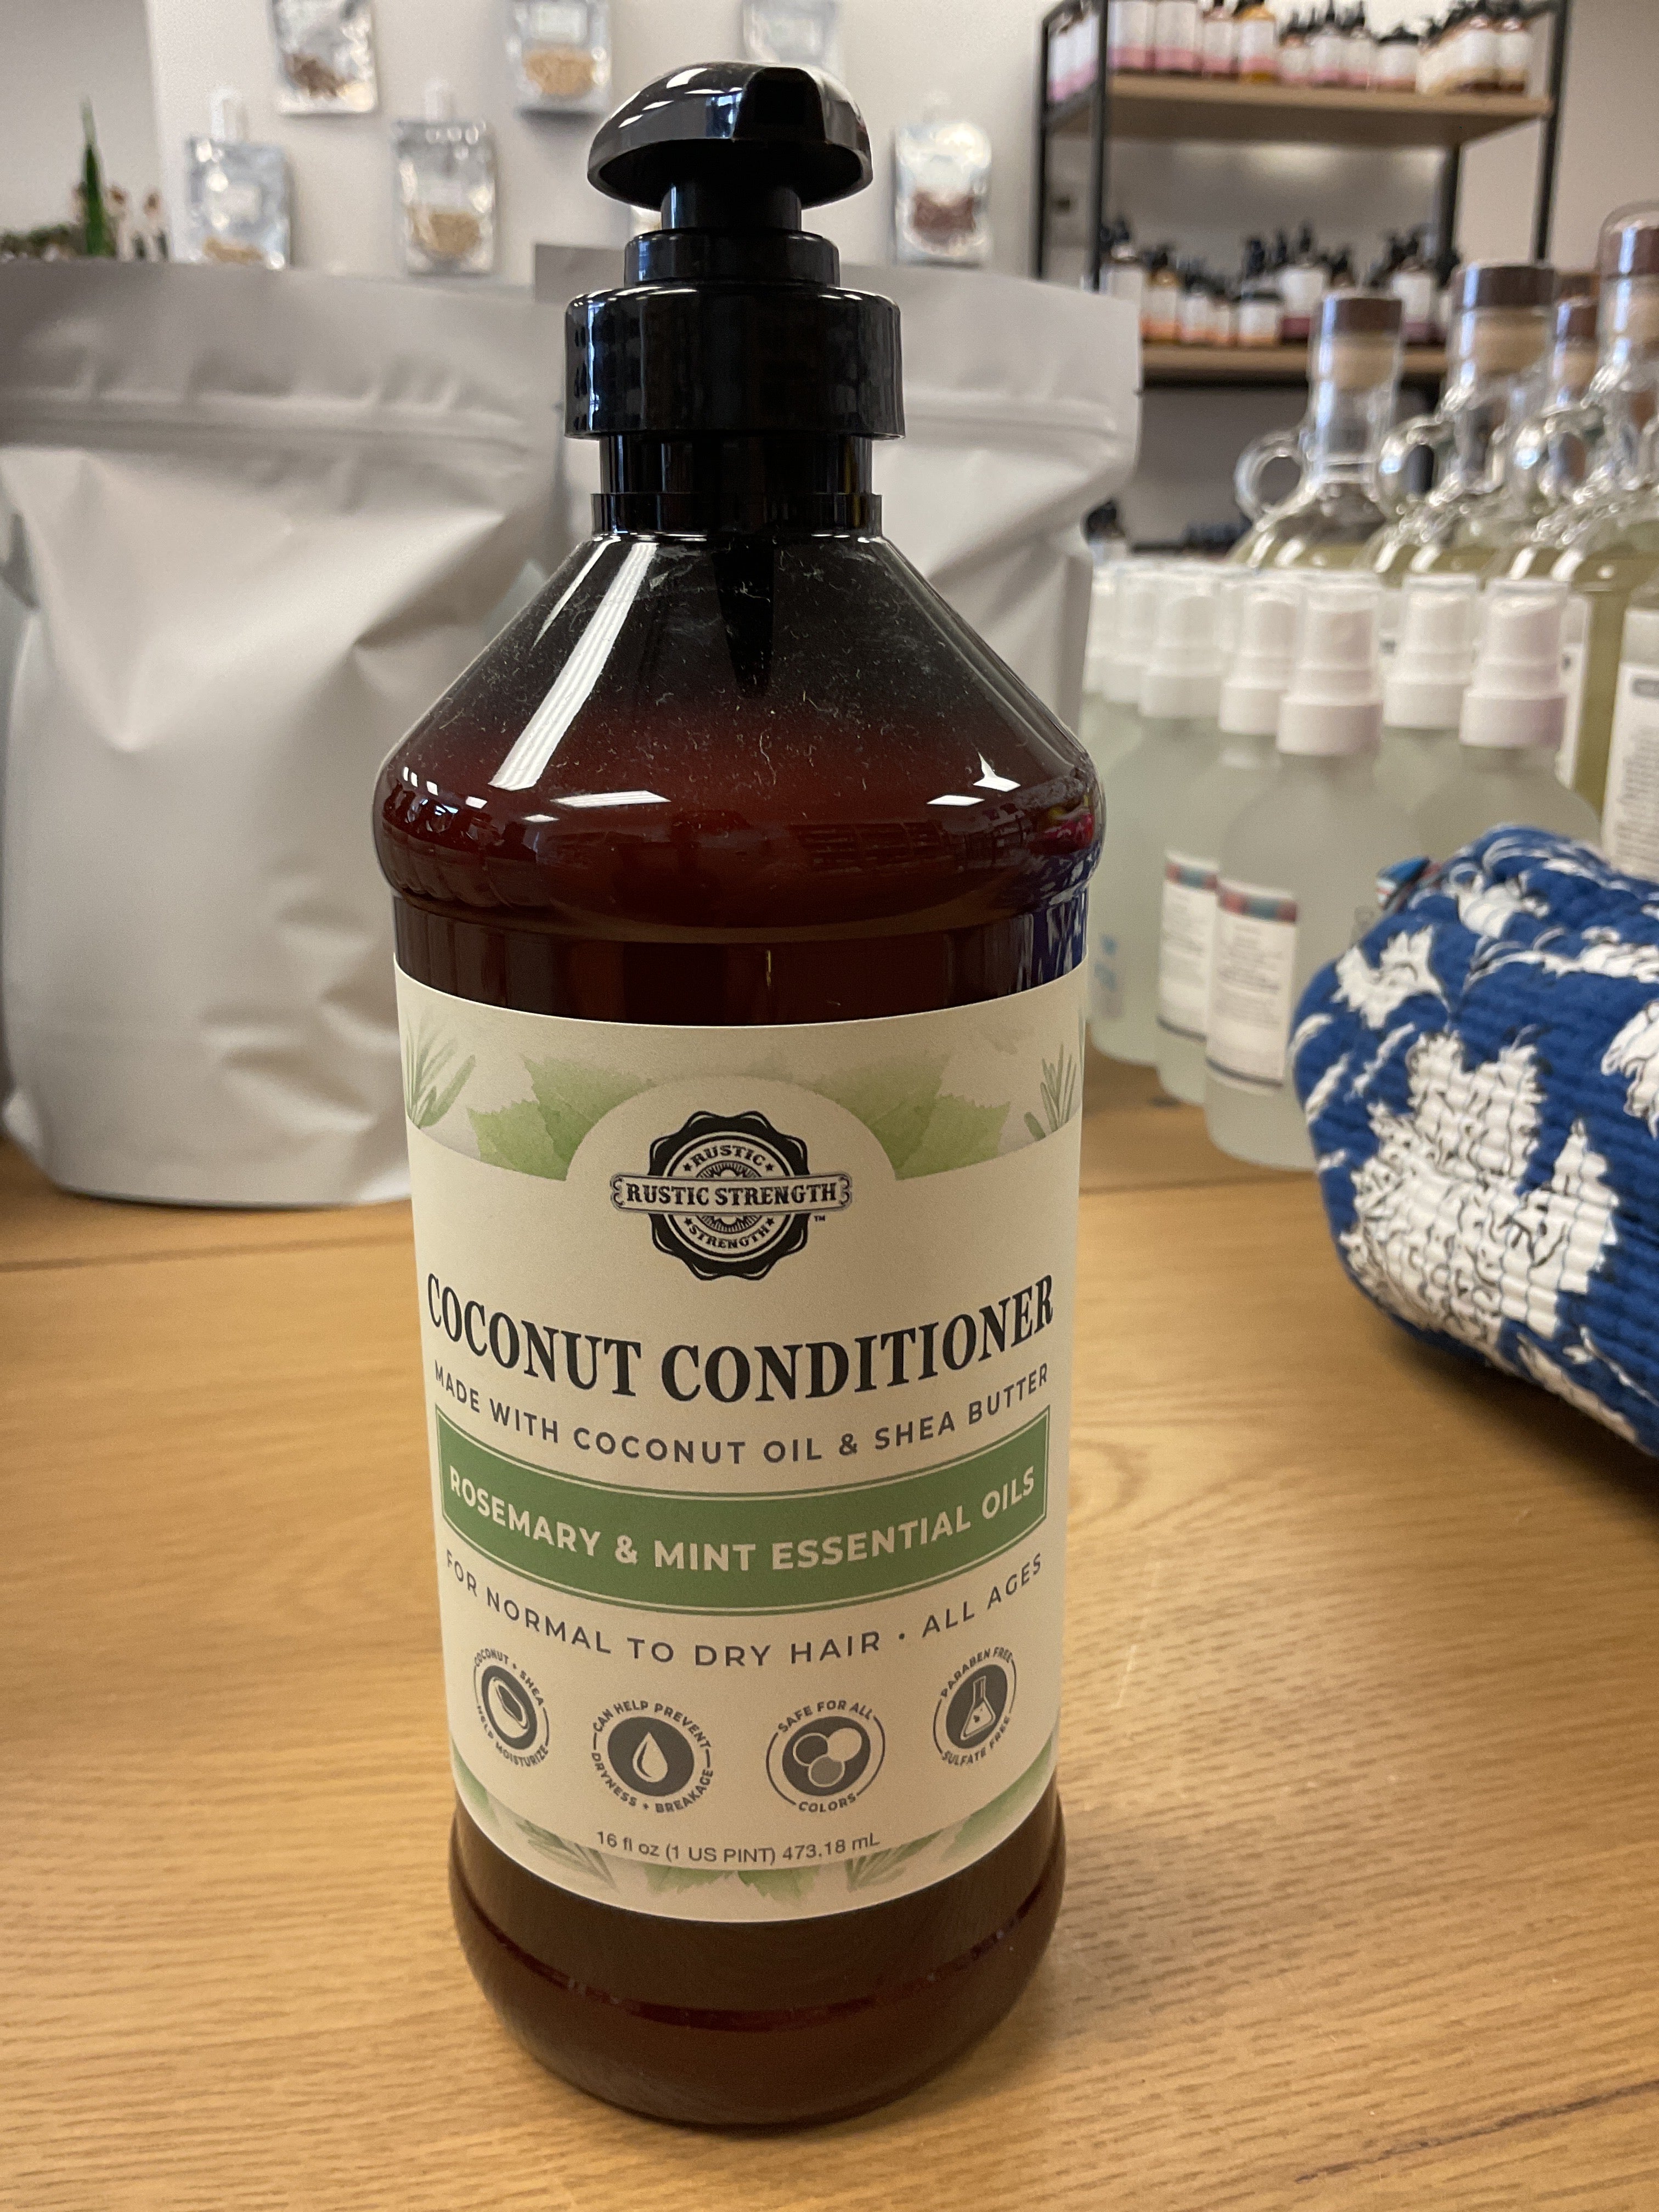 RUSTIC
RUSTIC STRENGTH
STRENGTH
™
COCONUT CONDITIONER
MADE WITH COCONUT OIL & SHEA BUTTER
ROSEMARY & MINT ESSENTIAL OILS
FOR NORMAL TO DRY HAIR • ALL AGES
COCONUT + SHEA
HELP MOISTURIZE
CAN HELP PREVENT
DRYNESS + BREAKAGE
SAFE FOR ALL
COLORS
PARABEN FREE
SULFATE FREE
16 fl oz (1 US PINT) 473.18 mL